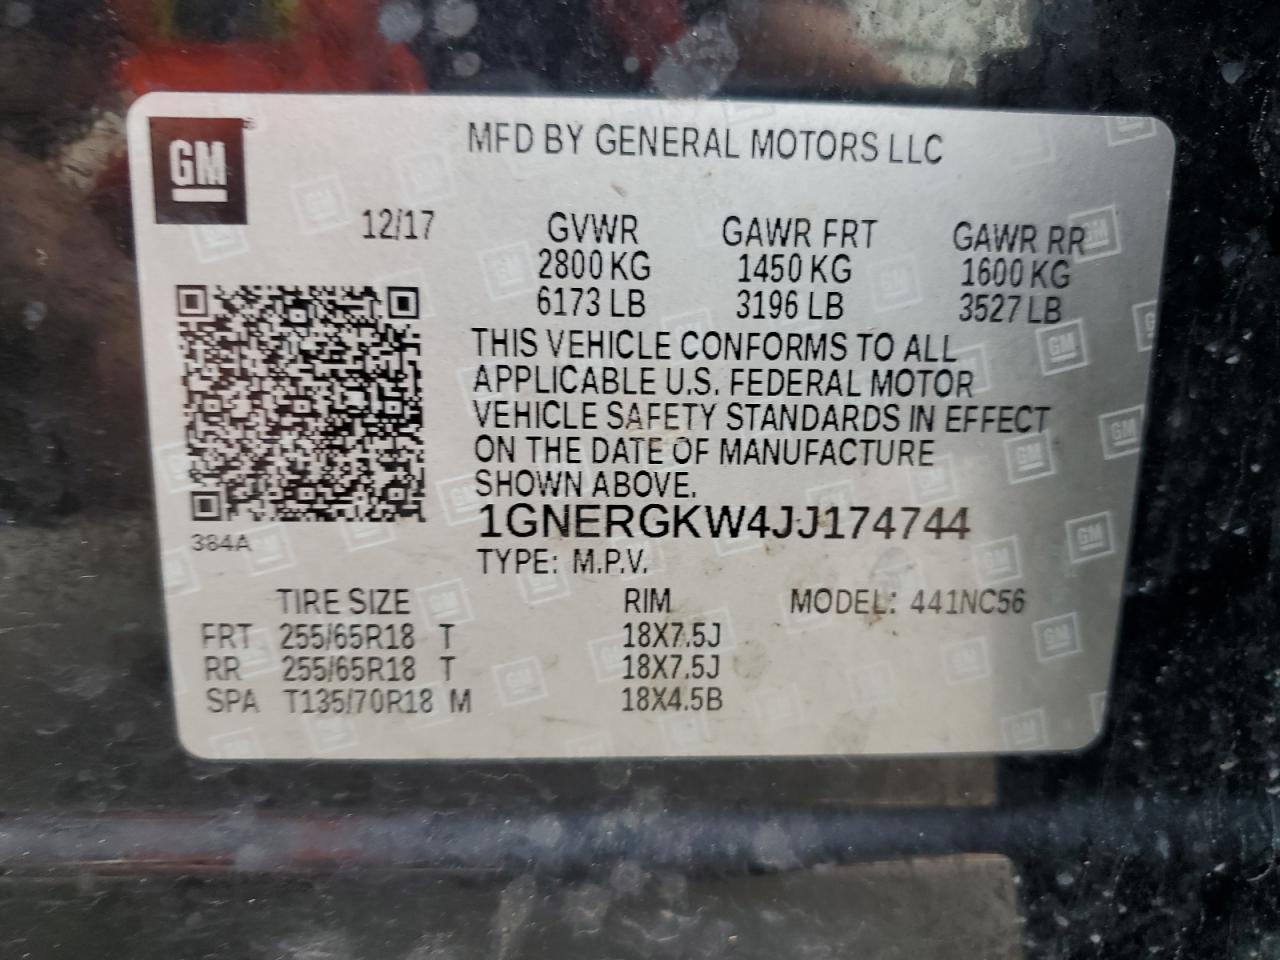 GM
MFD BY GENERAL MOTORS LLC
12/17 GVWR GAWR FRT GAWR RR
2800 KG 1450 KG 1600 KG
6173 LB 3196 LB 3527 LB
THIS VEHICLE CONFORMS TO ALL
APPLICABLE U.S. FEDERAL MOTOR
VEHICLE SAFETY STANDARDS IN EFFECT
ON THE DATE OF MANUFACTURE
SHOWN ABOVE.
1GNERGKW4JJ174744
384A
TYPE: M.P.V.
TIRE SIZE RIM MODEL: 441NC56
FRT 255/65R18 T 18X7.5J
RR 255/65R18 T 18X7.5J
SPA T135/70R18 M 18X4.5B